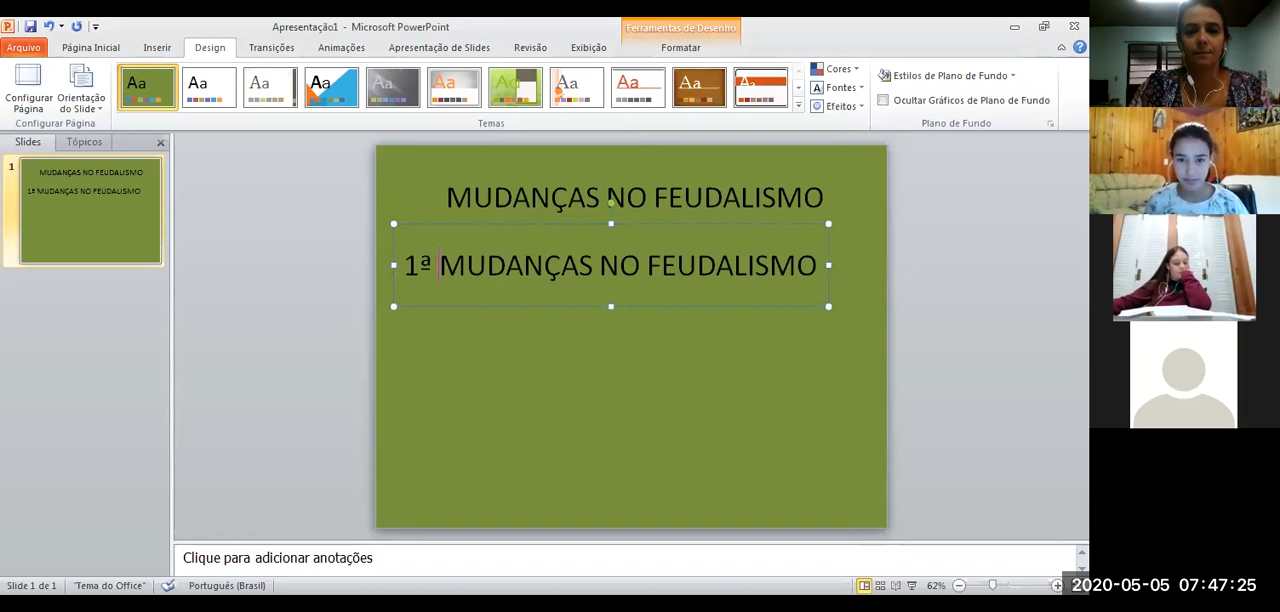 Apresentação1 - Microsoft PowerPoint
Ferramentas de Desenho
Arquivo Página Inicial Inserir Design Transições Animações Apresentação de Slides Revisão Exibição Formatar
Aa Aa Aa Aa Aa Aa Aa Aa Aa Aa Aa
Cores
Fontes
Efeitos
Estilos de Plano de Fundo
Ocultar Gráficos de Plano de Fundo
Configurar Página
Orientação do Slide
Configurar Página
Temas
Plano de Fundo
Slides Tópicos
1
MUDANÇAS NO FEUDALISMO
1ª MUDANÇAS NO FEUDALISMO
MUDANÇAS NO FEUDALISMO
1ª MUDANÇAS NO FEUDALISMO
Clique para adicionar anotações
Slide 1 de 1 "Tema do Office" Português (Brasil) 62%
2020-05-05 07:47:25